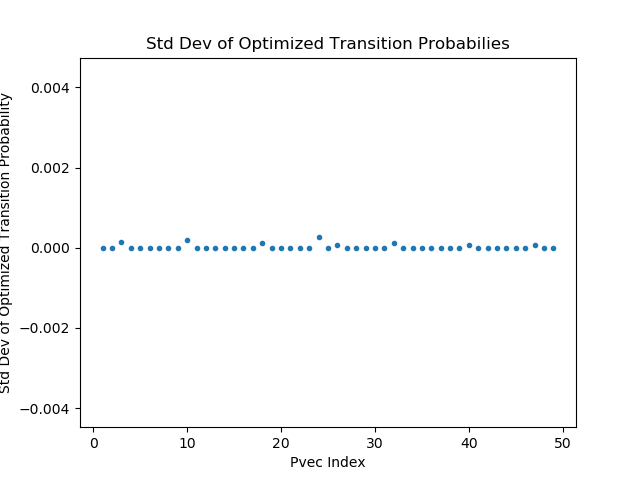 Std Dev of Optimized Transition Probabilies
Std Dev of Optimized Transition Probability
0.004
0.002
0.000
−0.002
−0.004
0 10 20 30 40 50
Pvec Index